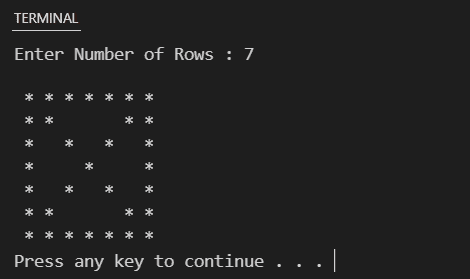 TERMINAL
Enter Number of Rows : 7
* * * * * * *
* *       * *
*   *   *   *
*     *     *
*   *   *   *
* *       * *
* * * * * * *
Press any key to continue . . .